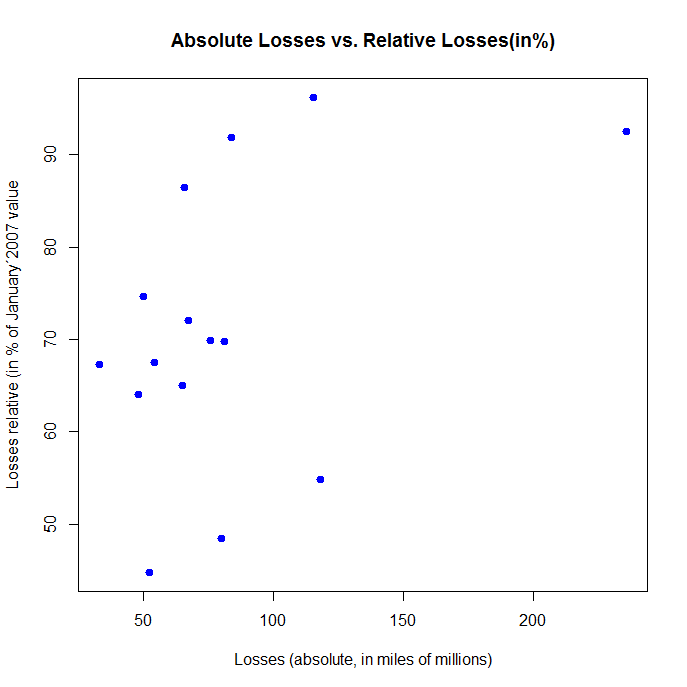 Absolute Losses vs. Relative Losses(in%)
Losses relative (in % of January´2007 value
90
80
70
60
50
50 100 150 200
Losses (absolute, in miles of millions)